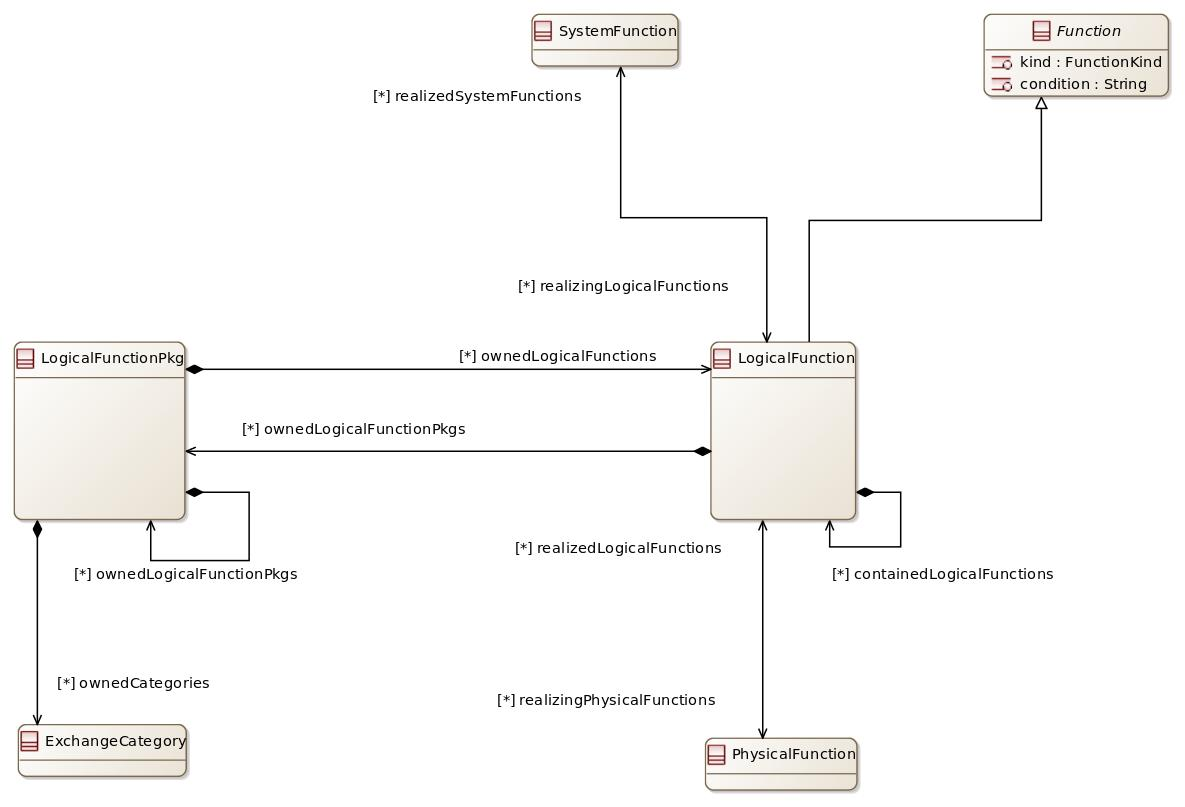 SystemFunction
Function
kind : FunctionKind
condition : String
[*] realizedSystemFunctions
[*] realizingLogicalFunctions
LogicalFunctionPkg
[*] ownedLogicalFunctions
LogicalFunction
[*] ownedLogicalFunctionPkgs
[*] realizedLogicalFunctions
[*] ownedLogicalFunctionPkgs
[*] containedLogicalFunctions
[*] ownedCategories
[*] realizingPhysicalFunctions
ExchangeCategory
PhysicalFunction